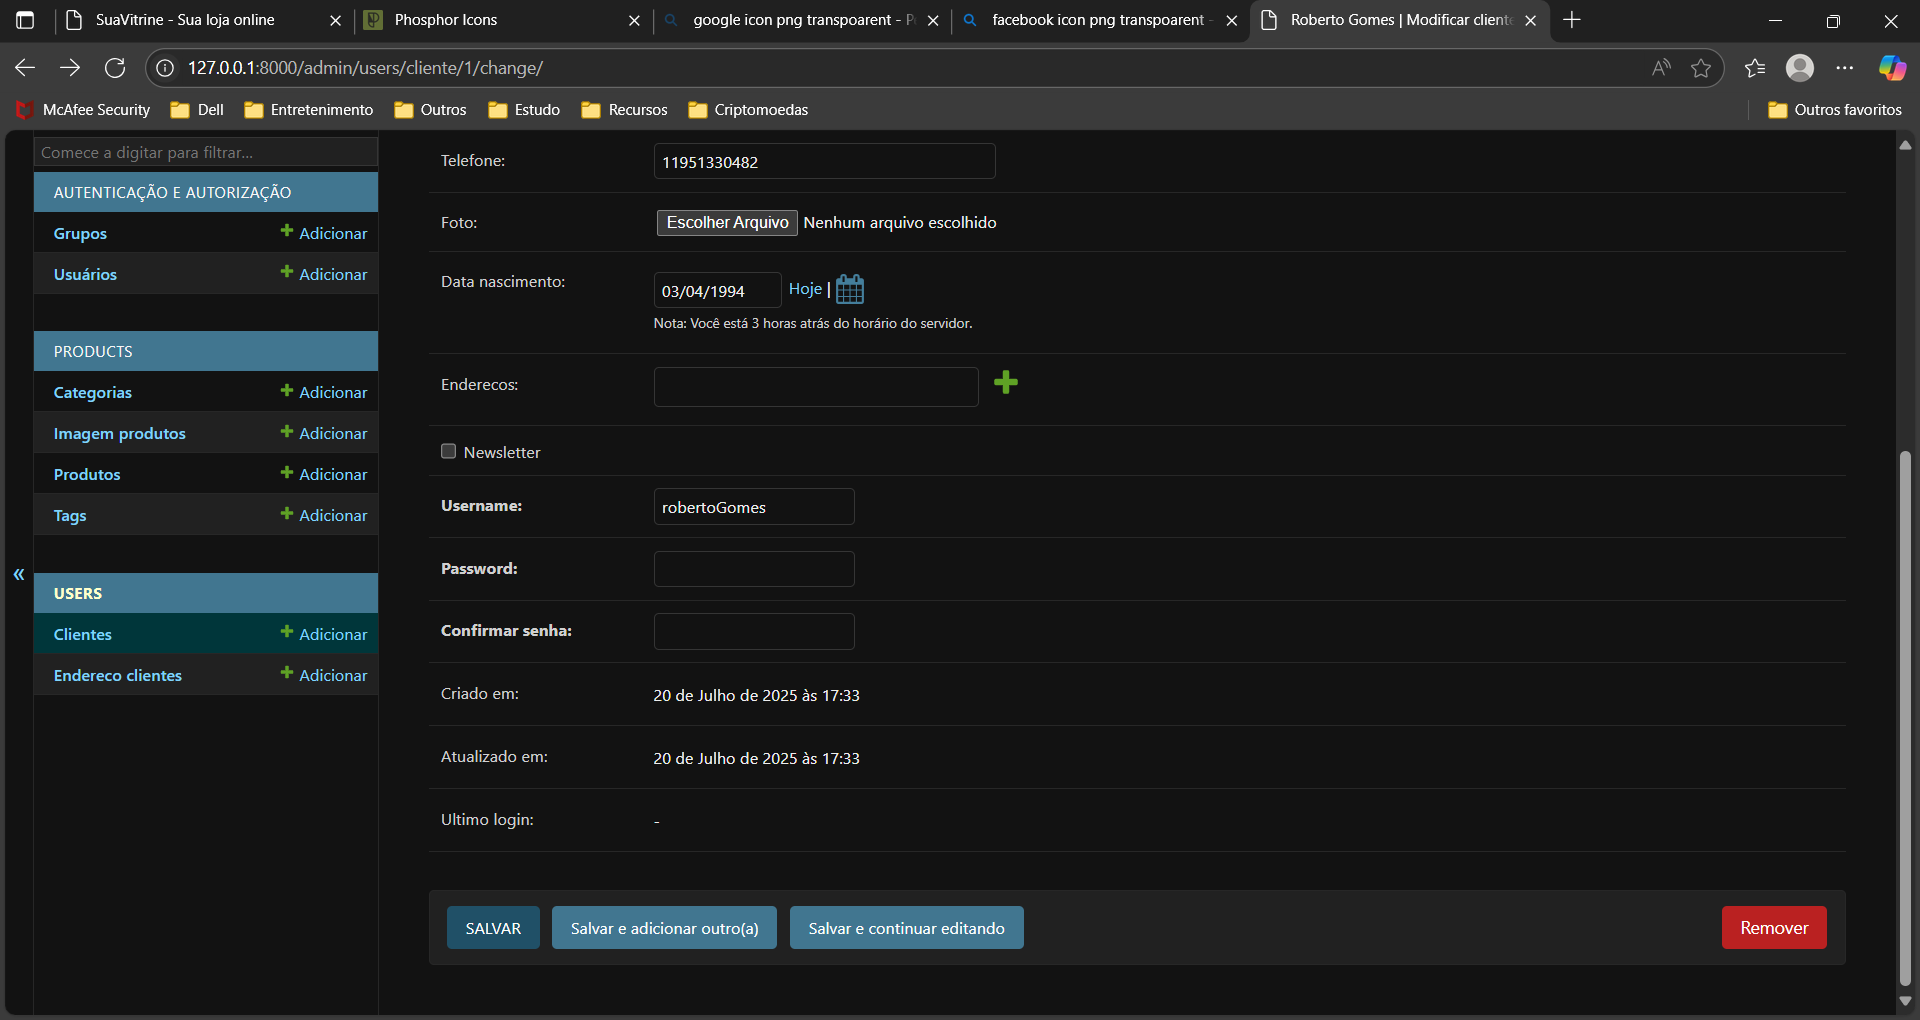 SuaVitrine - Sua loja online
Phosphor Icons
google icon png transpoarent - P
facebook icon png transpoarent -
Roberto Gomes | Modificar cliente
127.0.0.1:8000/admin/users/cliente/1/change/
McAfee Security
Dell
Entretenimento
Outros
Estudo
Recursos
Criptomoedas
Outros favoritos
Comece a digitar para filtrar...
AUTENTICAÇÃO E AUTORIZAÇÃO
Grupos
Adicionar
Usuários
Adicionar
PRODUCTS
Categorias
Adicionar
Imagem produtos
Adicionar
Produtos
Adicionar
Tags
Adicionar
«
USERS
Clientes
Adicionar
Endereco clientes
Adicionar
Telefone:
11951330482
Foto:
Escolher Arquivo Nenhum arquivo escolhido
Data nascimento:
03/04/1994
Hoje |
Nota: Você está 3 horas atrás do horário do servidor.
Enderecos:
Newsletter
Username:
robertoGomes
Password:
Confirmar senha:
Criado em:
20 de Julho de 2025 às 17:33
Atualizado em:
20 de Julho de 2025 às 17:33
Ultimo login:
-
SALVAR
Salvar e adicionar outro(a)
Salvar e continuar editando
Remover